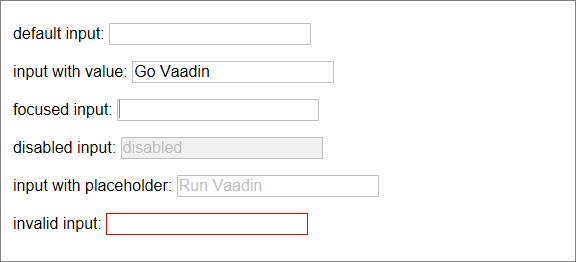 default input:
input with value: Go Vaadin
focused input:
disabled input: disabled
input with placeholder: Run Vaadin
invalid input: